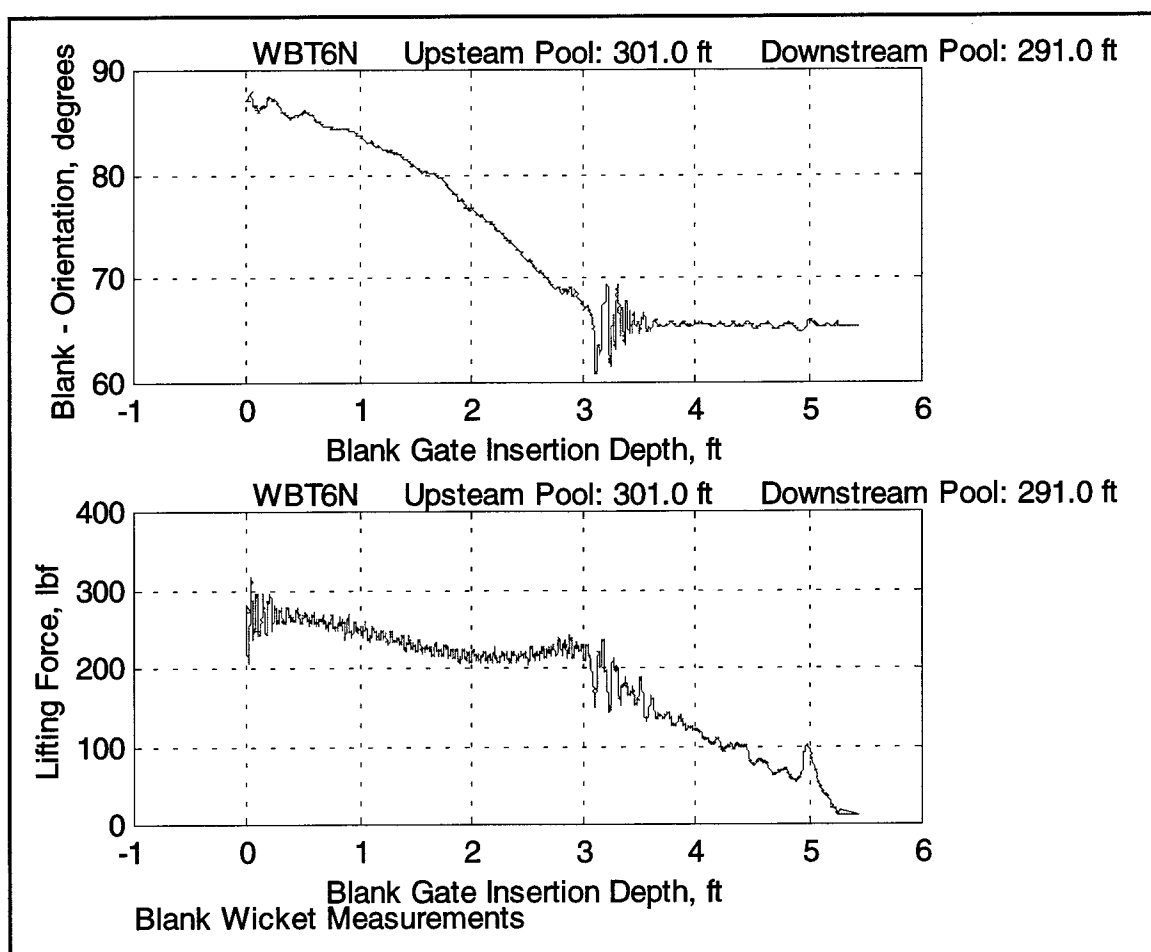 WBT6N Upsteam Pool: 301.0 ft Downstream Pool: 291.0 ft
90
80
70
60
Blank - Orientation, degrees
-1 0 1 2 3 4 5 6
Blank Gate Insertion Depth, ft
WBT6N Upsteam Pool: 301.0 ft Downstream Pool: 291.0 ft
400
300
200
100
0
Lifting Force, lbf
-1 0 1 2 3 4 5 6
Blank Gate Insertion Depth, ft
Blank Wicket Measurements